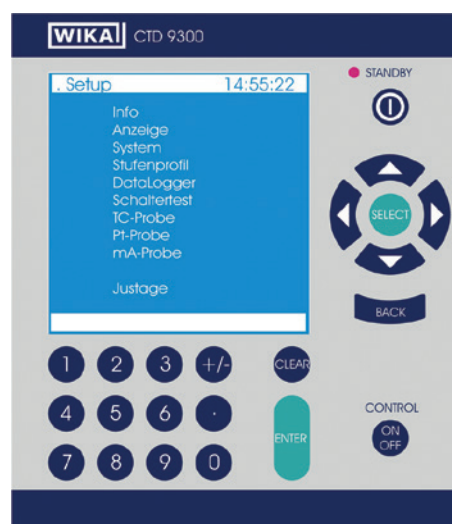 WIKA CTD 9300
. Setup 14:55:22
Info
Anzeige
System
Stufenprofil
DataLogger
Schaltertest
TC-Probe
Pt-Probe
mA-Probe
Justage
STANDBY
SELECT
BACK
1 2 3 +/- CLEAR
4 5 6 .
7 8 9 0
ENTER
CONTROL
ON
OFF